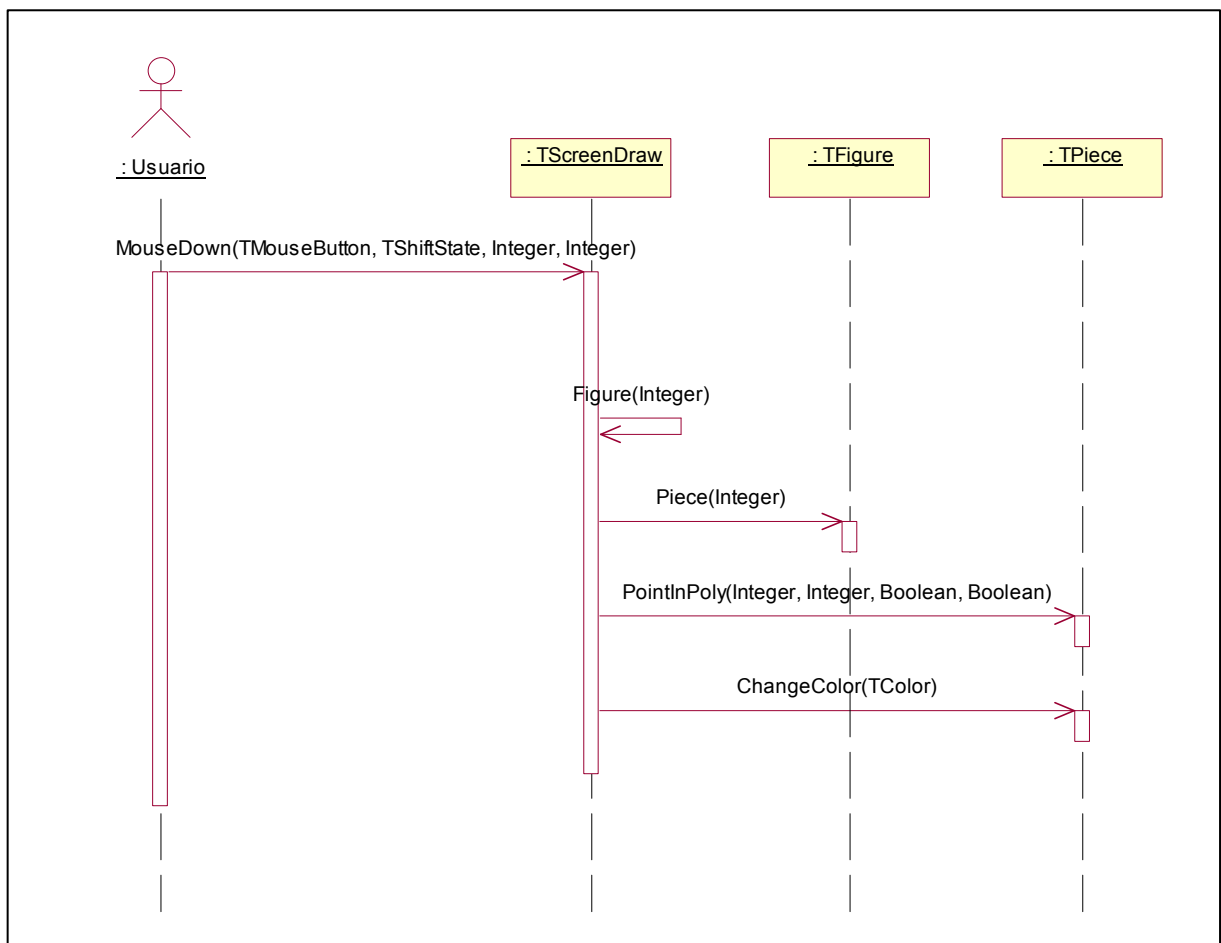 : Usuario
: TScreenDraw
: TFigure
: TPiece
MouseDown(TMouseButton, TShiftState, Integer, Integer)
Figure(Integer)
Piece(Integer)
PointInPoly(Integer, Integer, Boolean, Boolean)
ChangeColor(TColor)